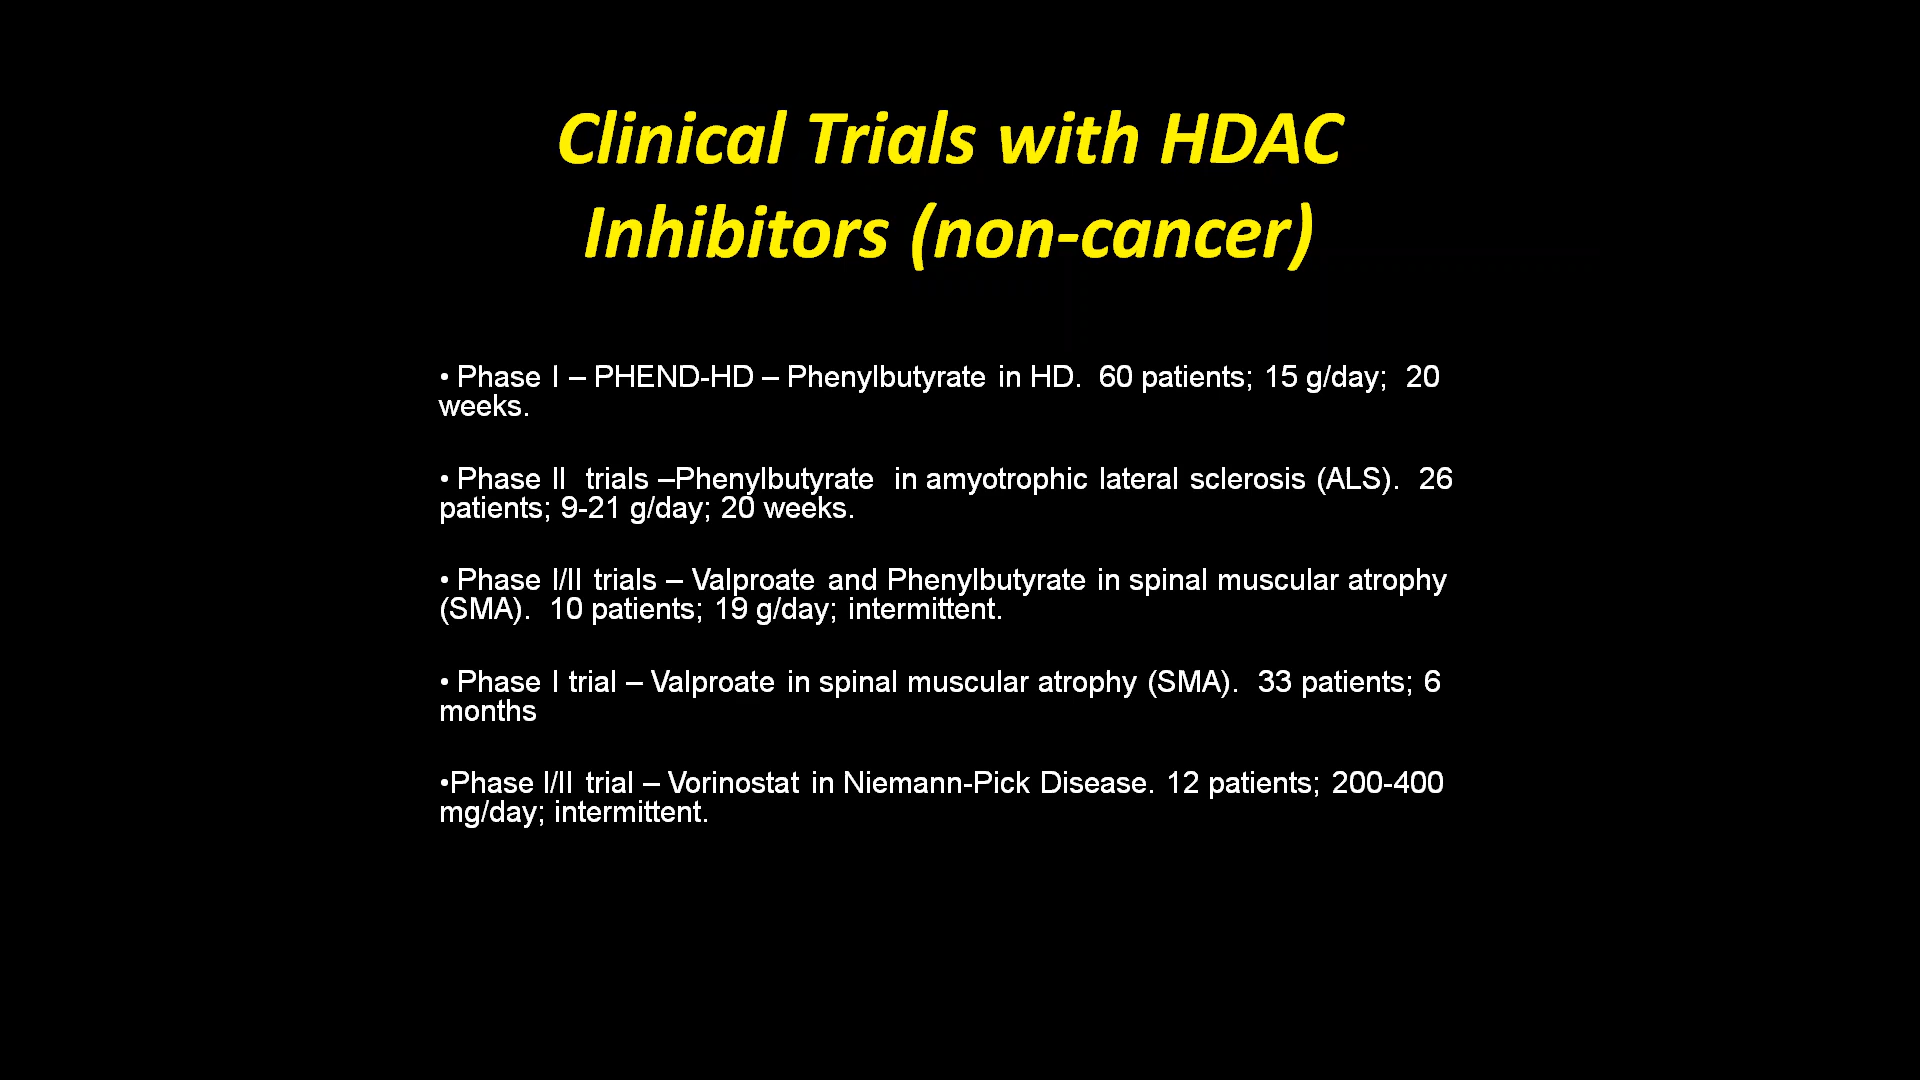 Clinical Trials with HDAC
Inhibitors (non-cancer)
• Phase I – PHEND-HD – Phenylbutyrate in HD.  60 patients; 15 g/day;  20
weeks.
• Phase II  trials –Phenylbutyrate  in amyotrophic lateral sclerosis (ALS).  26
patients; 9-21 g/day; 20 weeks.
• Phase I/II trials – Valproate and Phenylbutyrate in spinal muscular atrophy
(SMA).  10 patients; 19 g/day; intermittent.
• Phase I trial – Valproate in spinal muscular atrophy (SMA).  33 patients; 6
months
•Phase I/II trial – Vorinostat in Niemann-Pick Disease. 12 patients; 200-400
mg/day; intermittent.